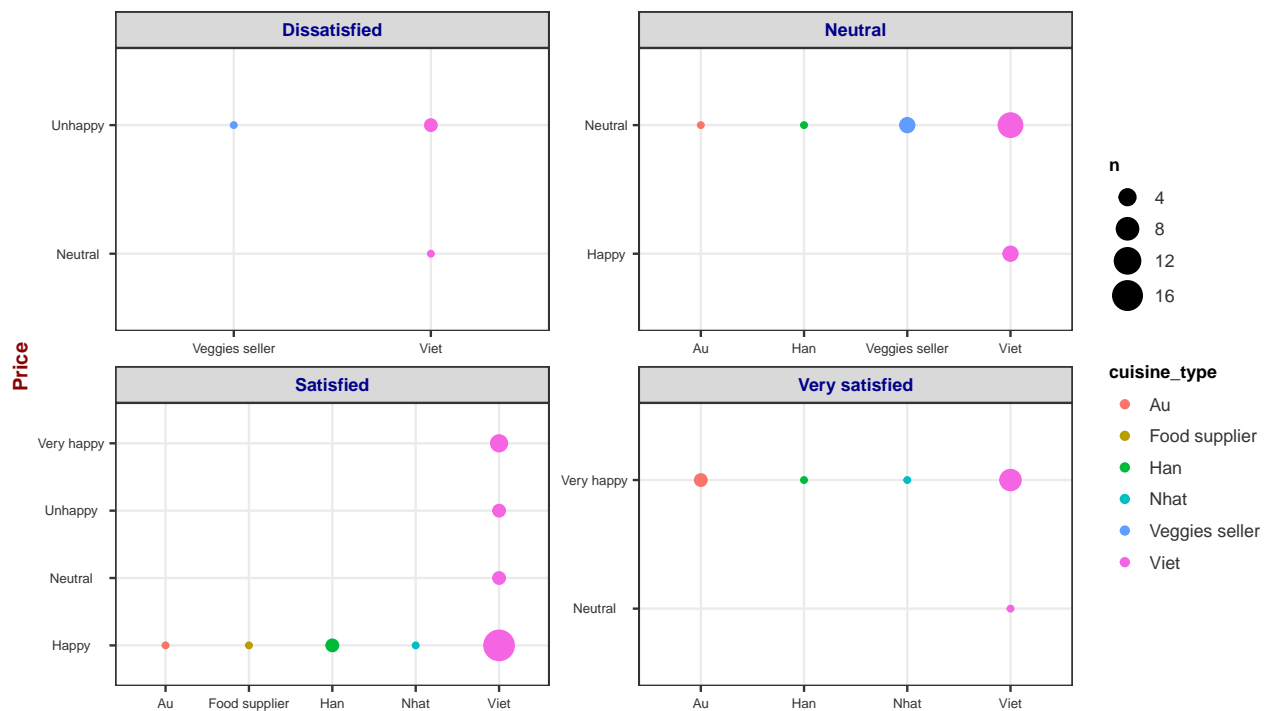 Dissatisfied
Unhappy
Neutral
Veggies seller
Viet
Neutral
Neutral
Happy
Au
Han
Veggies seller
Viet
Price
Satisfied
Very happy
Unhappy
Neutral
Happy
Au
Food supplier
Han
Nhat
Viet
Very satisfied
Very happy
Neutral
Au
Han
Nhat
Viet
n
4
8
12
16
cuisine_type
Au
Food supplier
Han
Nhat
Veggies seller
Viet